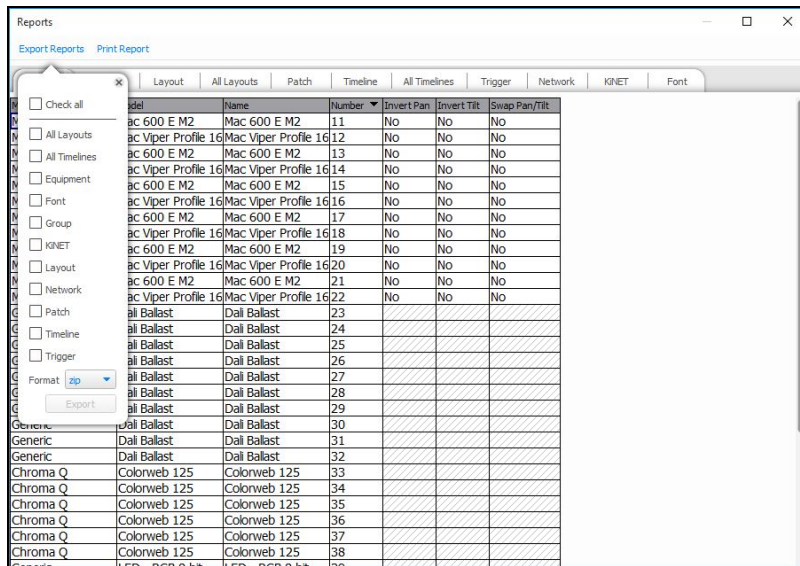 Reports
Export Reports Print Report
Layout All Layouts Patch Timeline All Timelines Trigger Network KiNET Font
Check all
All Layouts
All Timelines
Equipment
Font
Group
KiNET
Layout
Network
Patch
Timeline
Trigger
Format zip
Export
M odel Name Number Invert Pan Invert Tilt Swap Pan/Tilt
M ac 600 E M2 Mac 600 E M2 11 No No No
M ac Viper Profile 16 Mac Viper Profile 16 12 No No No
M ac 600 E M2 Mac 600 E M2 13 No No No
M ac Viper Profile 16 Mac Viper Profile 16 14 No No No
M ac 600 E M2 Mac 600 E M2 15 No No No
M ac Viper Profile 16 Mac Viper Profile 16 16 No No No
M ac 600 E M2 Mac 600 E M2 17 No No No
M ac Viper Profile 16 Mac Viper Profile 16 18 No No No
M ac 600 E M2 Mac 600 E M2 19 No No No
M ac Viper Profile 16 Mac Viper Profile 16 20 No No No
M ac 600 E M2 Mac 600 E M2 21 No No No
M ac Viper Profile 16 Mac Viper Profile 16 22 No No No
G ali Ballast Dali Ballast 23
G ali Ballast Dali Ballast 24
G ali Ballast Dali Ballast 25
G ali Ballast Dali Ballast 26
G ali Ballast Dali Ballast 27
G ali Ballast Dali Ballast 28
G ali Ballast Dali Ballast 29
Generic Dali Ballast Dali Ballast 30
Generic Dali Ballast Dali Ballast 31
Generic Dali Ballast Dali Ballast 32
Chroma Q Colorweb 125 Colorweb 125 33
Chroma Q Colorweb 125 Colorweb 125 34
Chroma Q Colorweb 125 Colorweb 125 35
Chroma Q Colorweb 125 Colorweb 125 36
Chroma Q Colorweb 125 Colorweb 125 37
Chroma Q Colorweb 125 Colorweb 125 38